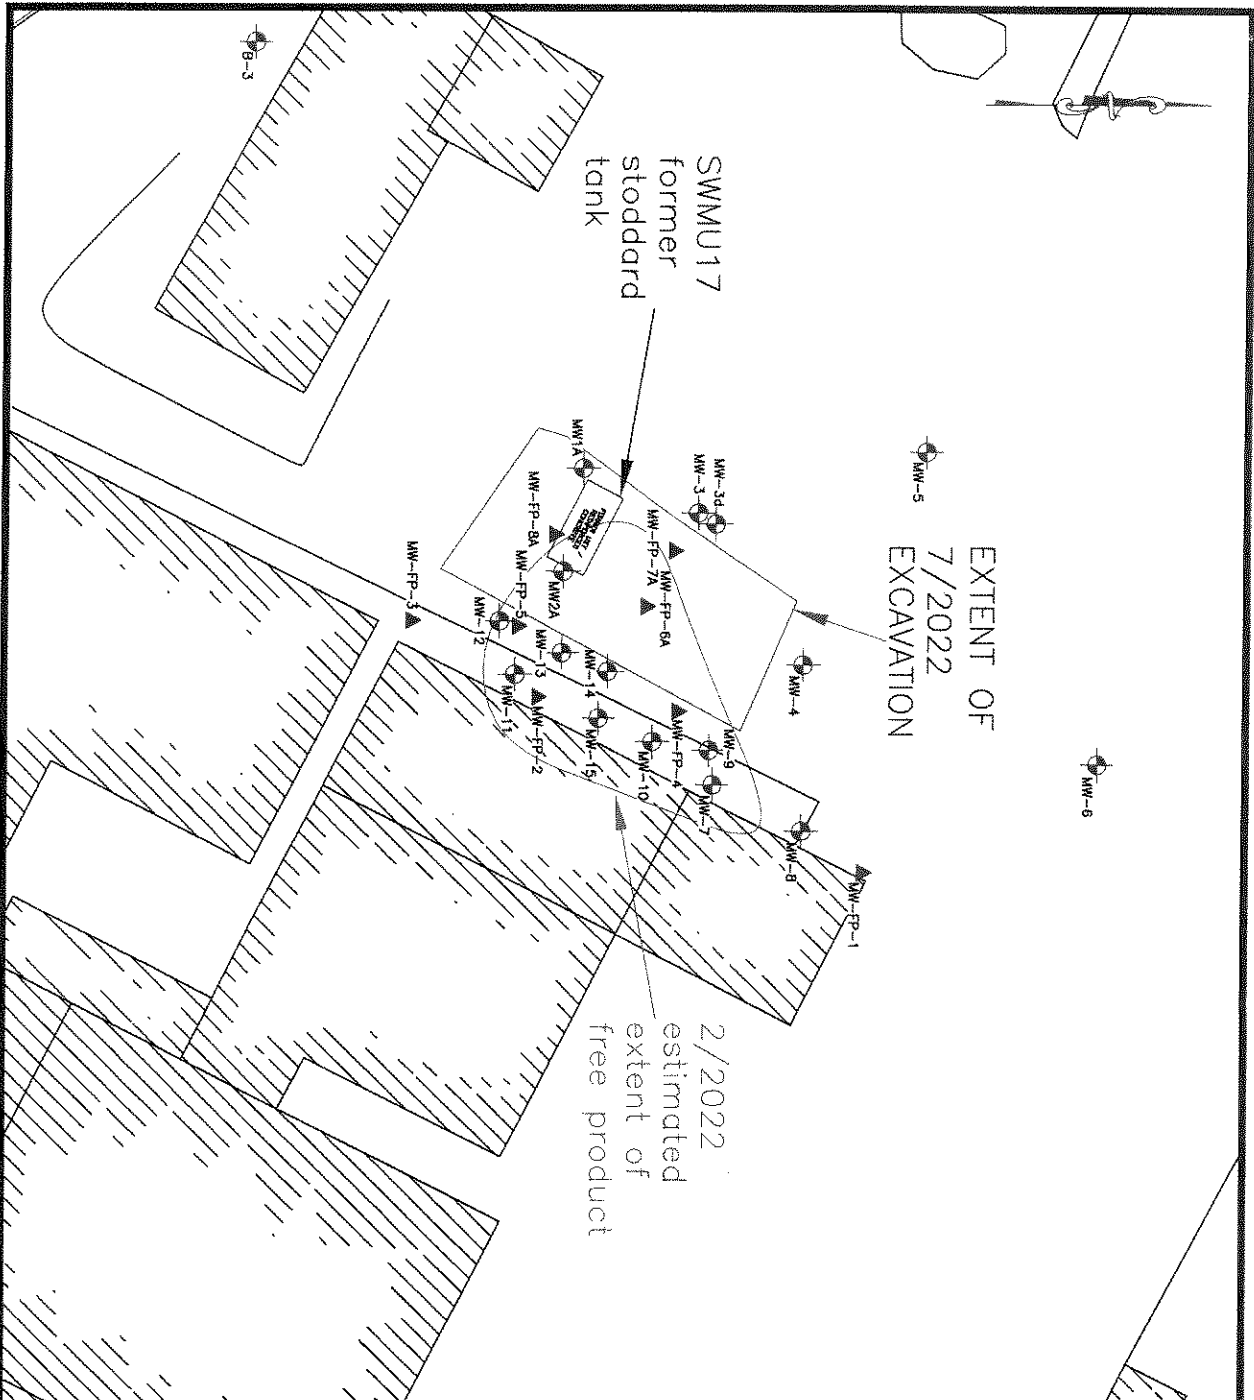 B-3
SWMU17
former
stoddard
tank
MW-5
EXTENT OF
7/2022
EXCAVATION
MW-6
MW-3d
MW-3
MW-4
MW1A
MW-FP-8A
MW-FP-7A
MW-FP-6A
MW2A
MW-FP-5
MW-FP-3
MW-12
MW-13
MW-14
MW-11
MW-FP-2
MW-15
MW-10
MW-FP-4
MW-9
MW-7
MW-8
MW-FP-1
2/2022
estimated
extent of
free product